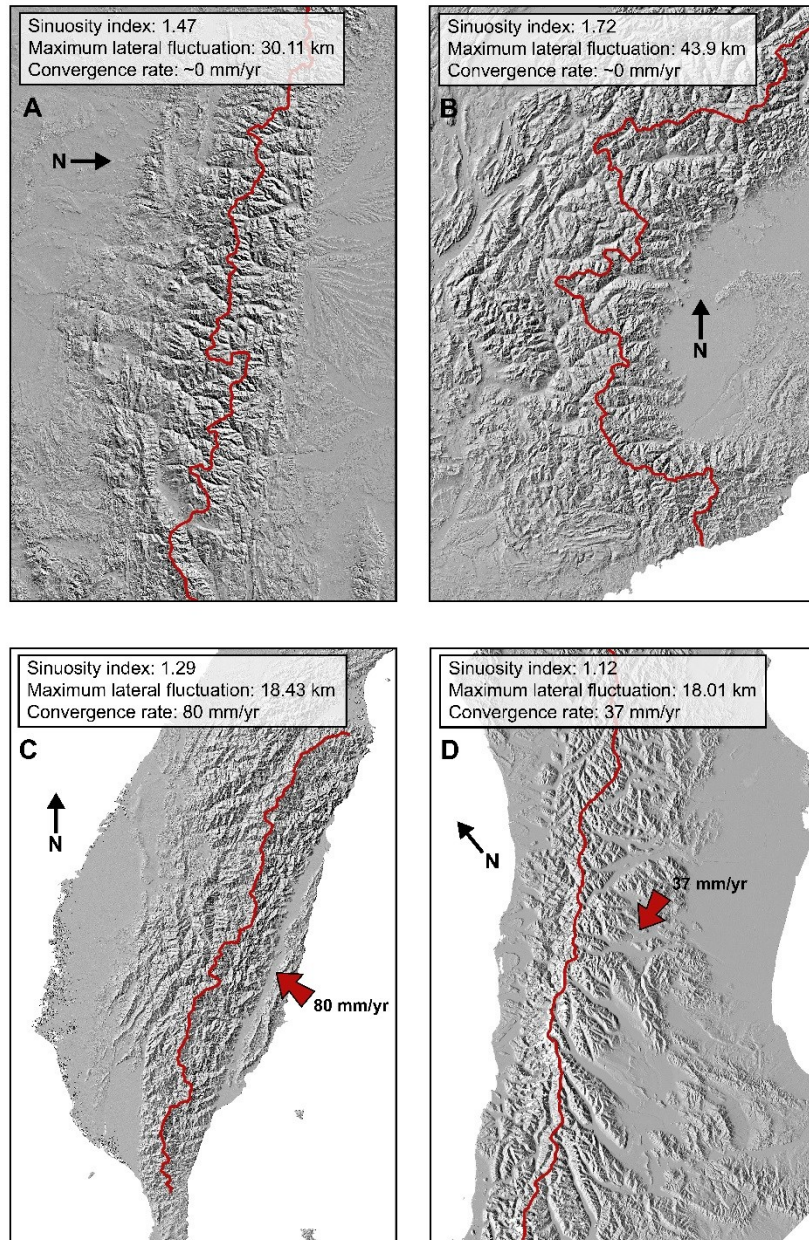 Sinuosity index: 1.47
Maximum lateral fluctuation: 30.11 km
Convergence rate: ~0 mm/yr
A
N
Sinuosity index: 1.72
Maximum lateral fluctuation: 43.9 km
Convergence rate: ~0 mm/yr
B
N
Sinuosity index: 1.29
Maximum lateral fluctuation: 18.43 km
Convergence rate: 80 mm/yr
C
N
80 mm/yr
Sinuosity index: 1.12
Maximum lateral fluctuation: 18.01 km
Convergence rate: 37 mm/yr
D
N
37 mm/yr